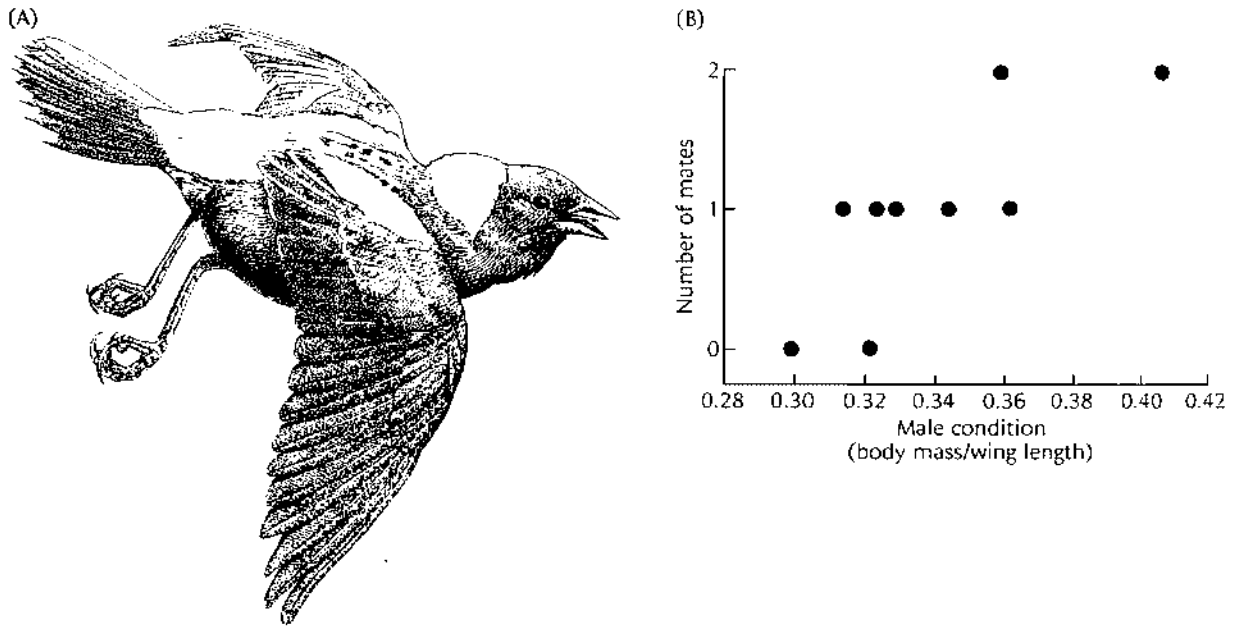 (A)
(B)
Number of mates
2
1
0
0.28 0.30 0.32 0.34 0.36 0.38 0.40 0.42
Male condition
(body mass/wing length)